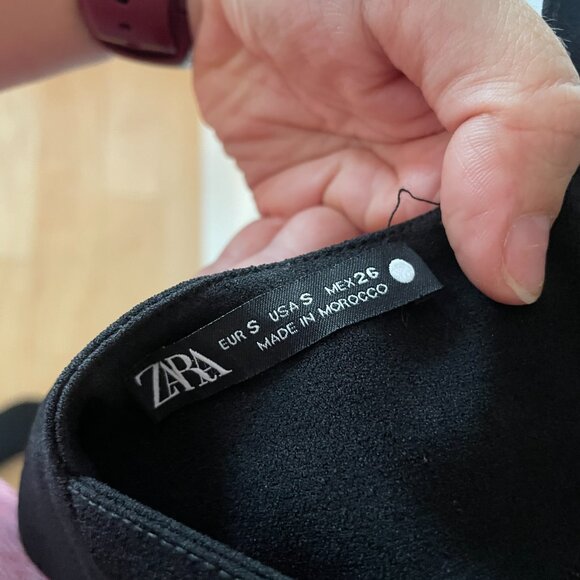 ZARA
EUR S USA S MEX 26
MADE IN MOROCCO